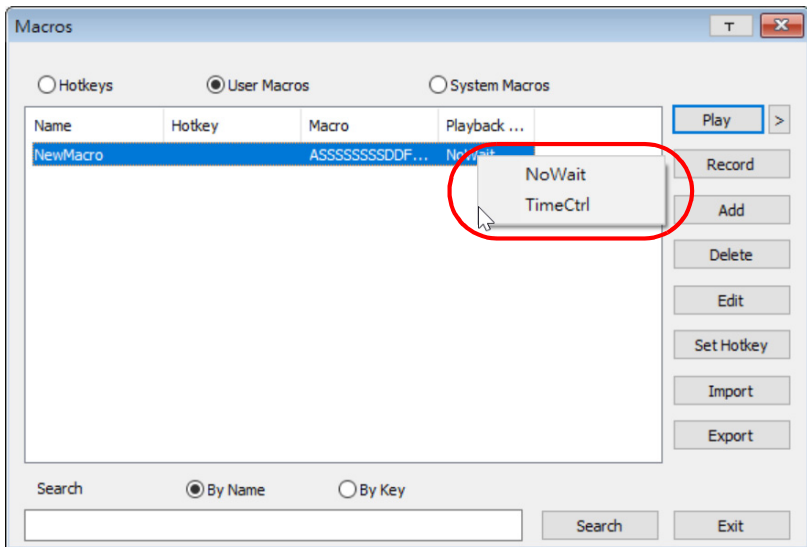 Macros
Hotkeys User Macros System Macros
Name Hotkey Macro Playback ... Play >
NewMacro ASSSSSSSSDDF... NoWait
NoWait Record
TimeCtrl Add
Delete
Edit
Set Hotkey
Import
Export
Search By Name By Key
Search Exit